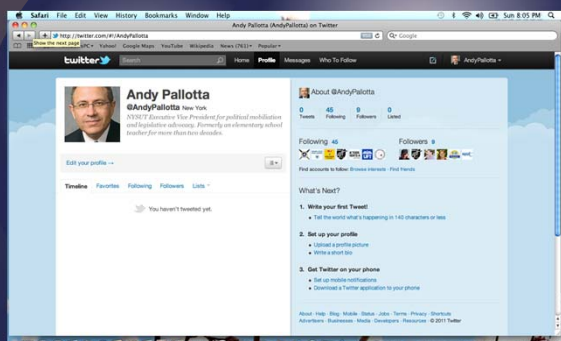 Safari File Edit View History Bookmarks Window Help
Sun 8:05 PM
Andy Pallotta (AndyPallotta) on Twitter
http://twitter.com/#!/AndyPallotta
Google
Show the next page
Yahoo! Google Maps YouTube Wikipedia News (761) Popular
twitter
Search
Home Profile Messages Who To Follow
AndyPallotta
Andy Pallotta
@AndyPallotta New York
NYSUT Executive Vice President for political mobilization
and legislative advocacy. Formerly an elementary school
teacher for more than two decades.
Edit your profile →
Timeline Favorites Following Followers Lists
You haven't tweeted yet.
About @AndyPallotta
0 45 9 0
Tweets Following Followers Listed
Following 45
Followers 9
Find accounts to follow: Browse interests · Find friends
What's Next?
1. Write your first Tweet!
Tell the world what's happening in 140 characters or less
2. Set up your profile
Upload a profile picture
Write a short bio
3. Get Twitter on your phone
Set up mobile notifications
Download a Twitter application to your phone
About · Help · Blog · Mobile · Status · Jobs · Terms · Privacy · Shortcuts
Advertisers · Businesses · Media · Developers · Resources · © 2011 Twitter